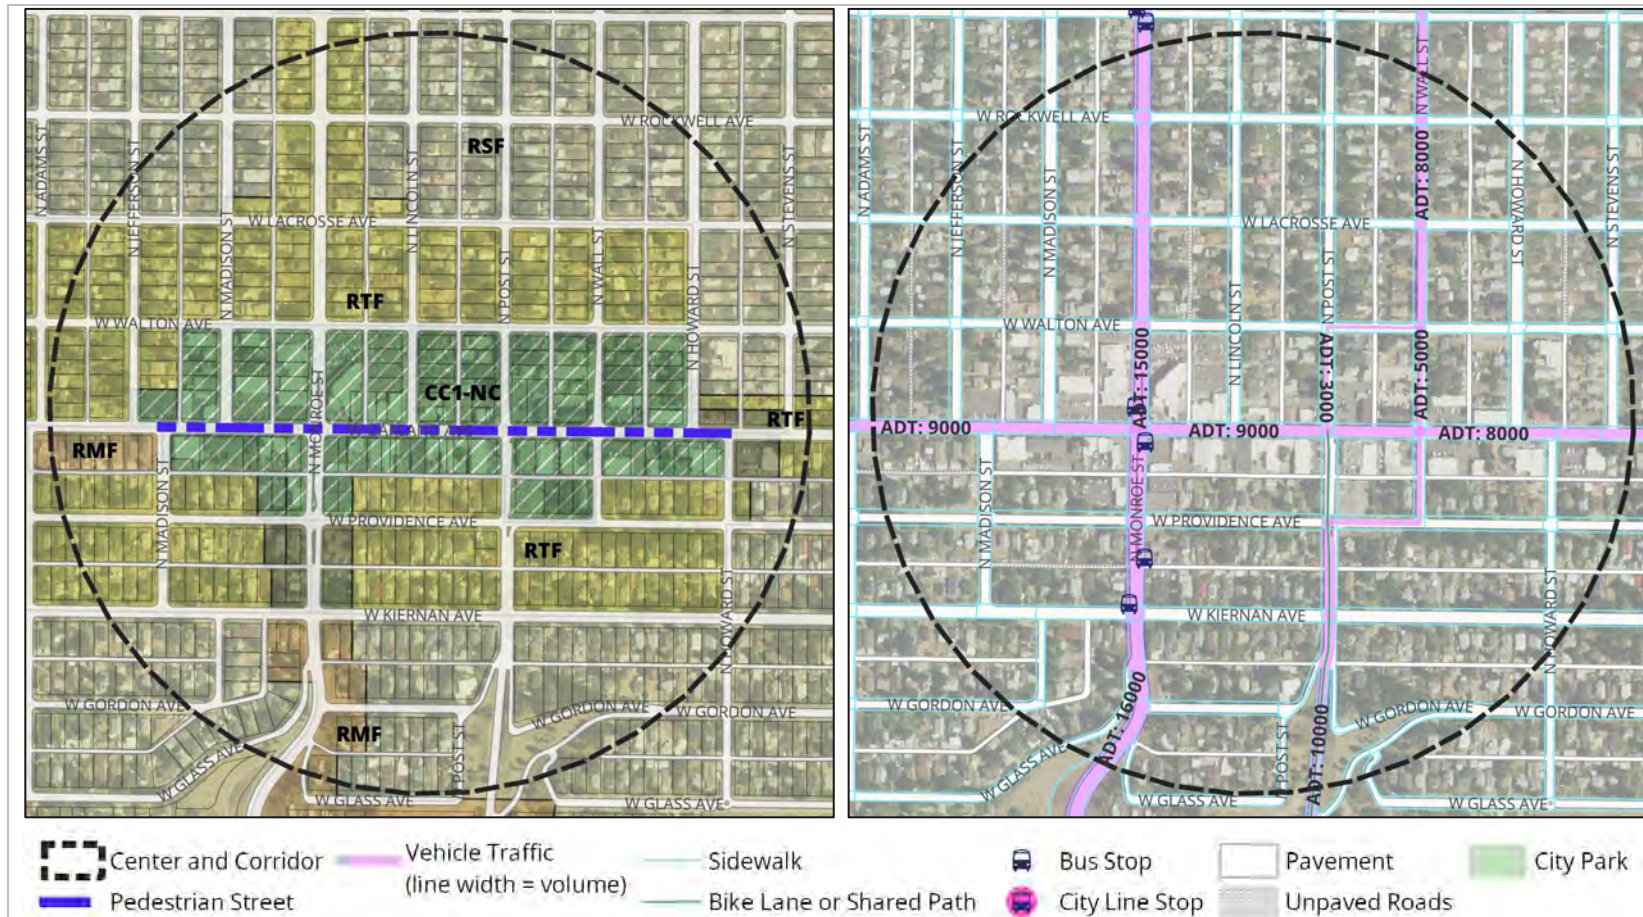 W ROCKWELL AVE
RSF
N ADAMS ST
N JEFFERSON ST
N LINCOLN ST
N STEVENS ST
W LACROSSE AVE
N MADISON ST
N POST ST
N WALL ST
RTF
N HOWARD ST
W WALTON AVE
CC1-NC
RTF
W GARLAND AVE
RMF
N MONROE ST
N MADISON ST
W PROVIDENCE AVE
RTF
N HOWARD ST
W KIERNAN AVE
W GORDON AVE
W GORDON AVE
W GORDON AVE
RMF
POST ST
W GLASS AVE
W GLASS AVE
W GLASS AVE
N WALL ST
W ROCKWELL AVE
ADT: 8000
N ADAMS ST
N JEFFERSON ST
N MADISON ST
N HOWARD ST
N STEVENS ST
W LACROSSE AVE
N POST ST
N LINCOLN ST
W WALTON AVE
ADT: 15000
ADT: 3000
ADT: 5000
ADT: 9000
ADT: 9000
ADT: 8000
N MADISON ST
N MONROE ST
W PROVIDENCE AVE
N HOWARD ST
W KIERNAN AVE
W GORDON AVE
W GORDON AVE
W GORDON AVE
ADT: 16000
ADT: 10000
POST ST
W GLASS AVE
W GLASS AVE
W GLASS AVE
Center and Corridor
Pedestrian Street
Vehicle Traffic
(line width = volume)
Sidewalk
Bike Lane or Shared Path
Bus Stop
City Line Stop
Pavement
Unpaved Roads
City Park